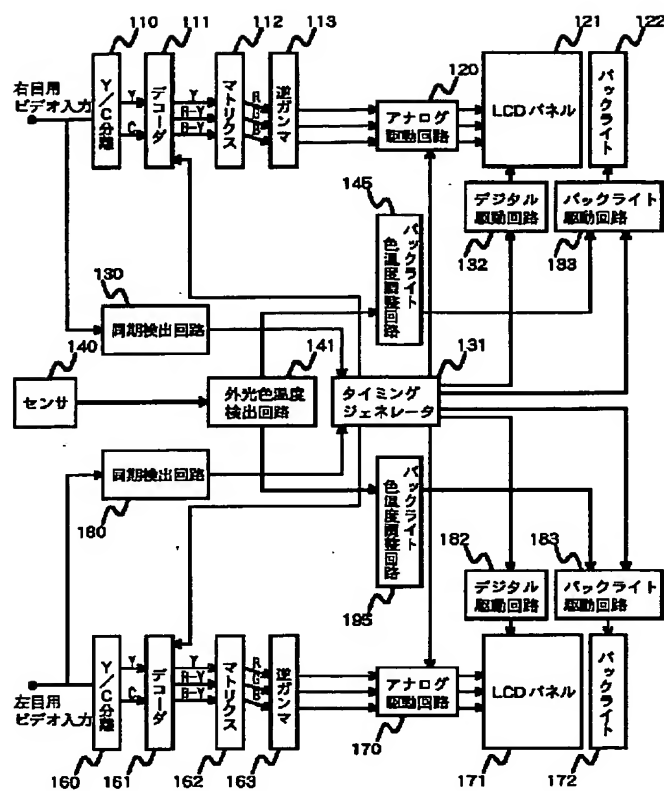 110
111
112
113
121
122
右目用
ビデオ入力
Y/C分離
Y
C
デコーダ
Y
R-Y
B-Y
マトリクス
R
G
B
逆ガンマ
120
アナログ
駆動回路
LCDパネル
バックライト
145
バックライト
色温度調整回路
デジタル
駆動回路
132
バックライト
駆動回路
133
130
同期検出回路
140
センサ
141
外光色温度
検出回路
131
タイミング
ジェネレータ
同期検出回路
180
バックライト
色温度調整回路
195
182
デジタル
駆動回路
183
バックライト
駆動回路
左目用
ビデオ入力
Y/C分離
Y
C
デコーダ
Y
R-Y
B-Y
マトリクス
R
G
B
逆ガンマ
アナログ
駆動回路
170
LCDパネル
バックライト
160
161
162
163
171
172